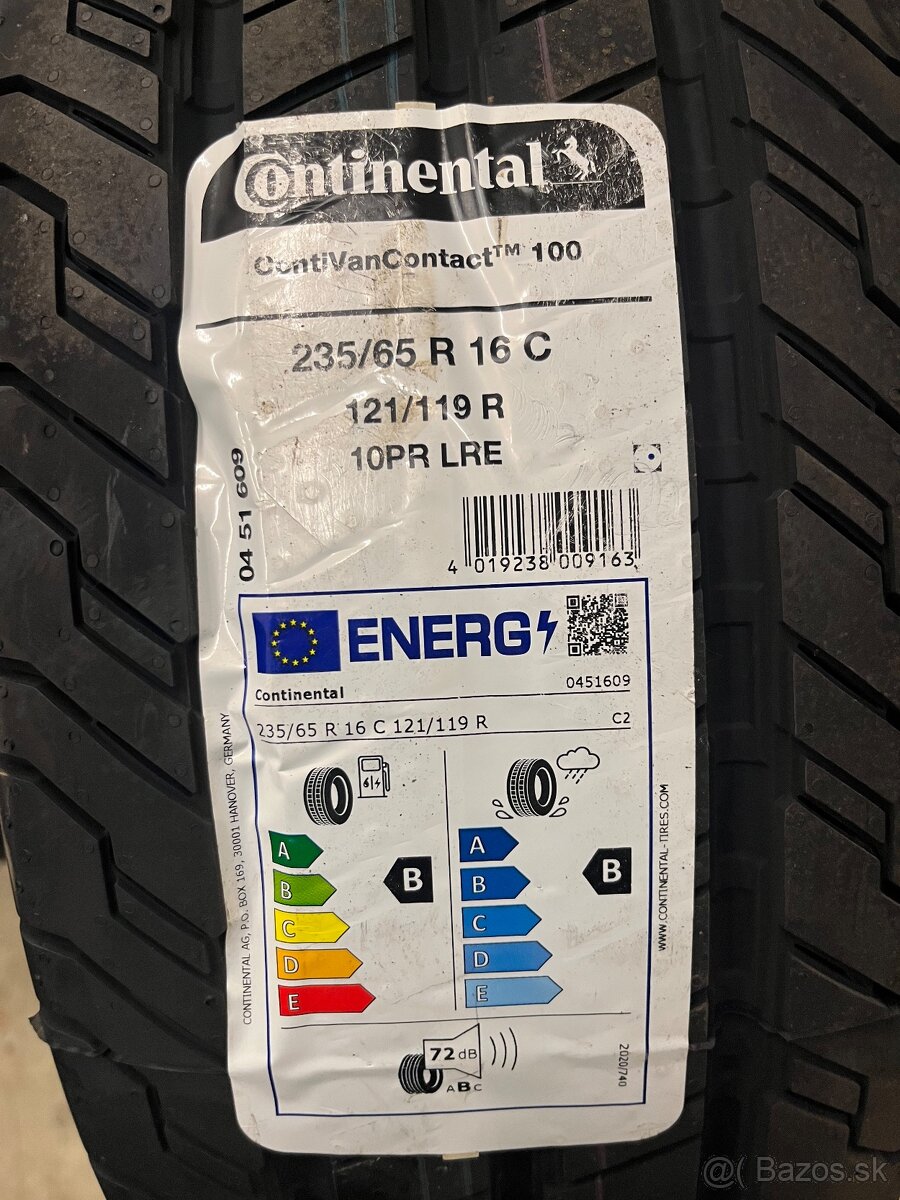 Continental
ContiVanContact™ 100
235/65 R 16 C
121/119 R
10PR LRE
04 51 609
4 019238 009163
ENERG
Continental 0451609
235/65 R 16 C 121/119 R C2
A
B
C
D
E
B
A
B
C
D
E
B
72 dB
ABC
2020/740
CONTINENTAL AG, P.O. BOX 169, 30001 HANOVER, GERMANY
WWW.CONTINENTAL-TIRES.COM
@( Bazos.sk